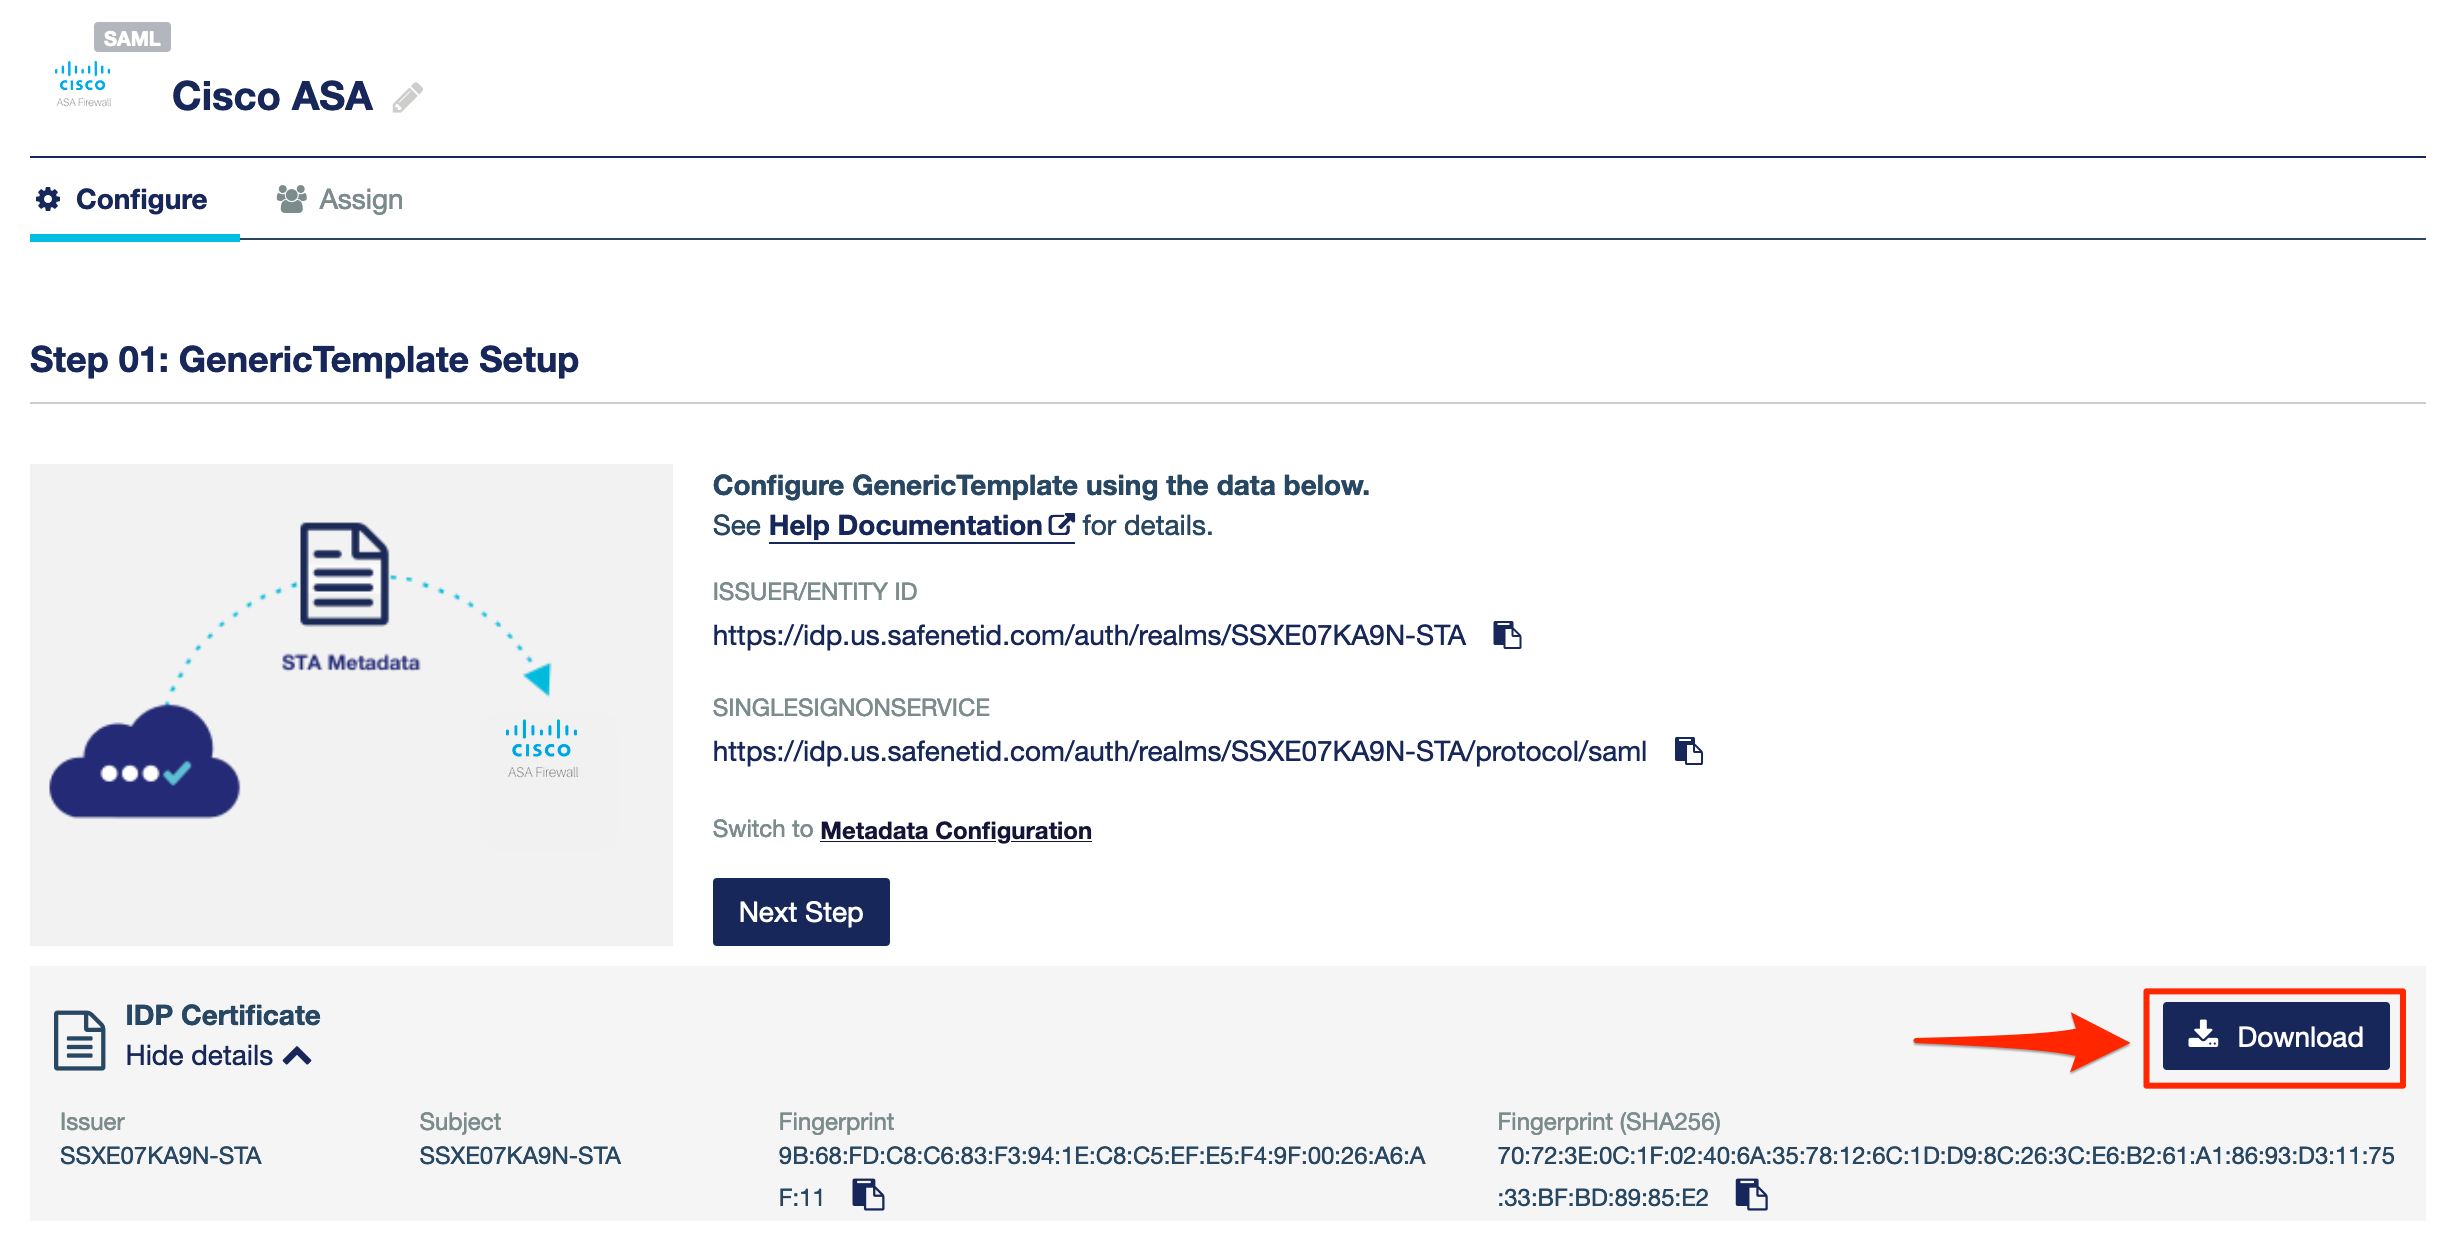 SAML
CISCO
ASA Firewall
Cisco ASA
Configure
Assign
Step 01: GenericTemplate Setup
STA Metadata
CISCO
ASA Firewall
Configure GenericTemplate using the data below.
See Help Documentation for details.
ISSUER/ENTITY ID
https://idp.us.safenetid.com/auth/realms/SSXE07KA9N-STA
SINGLESIGNONSERVICE
https://idp.us.safenetid.com/auth/realms/SSXE07KA9N-STA/protocol/saml
Switch to Metadata Configuration
Next Step
IDP Certificate
Hide details
Download
Issuer
SSXE07KA9N-STA
Subject
SSXE07KA9N-STA
Fingerprint
9B:68:FD:C8:C6:83:F3:94:1E:C8:C5:EF:E5:F4:9F:00:26:A6:A
F:11
Fingerprint (SHA256)
70:72:3E:0C:1F:02:40:6A:35:78:12:6C:1D:D9:8C:26:3C:E6:B2:61:A1:86:93:D3:11:75
:33:BF:BD:89:85:E2